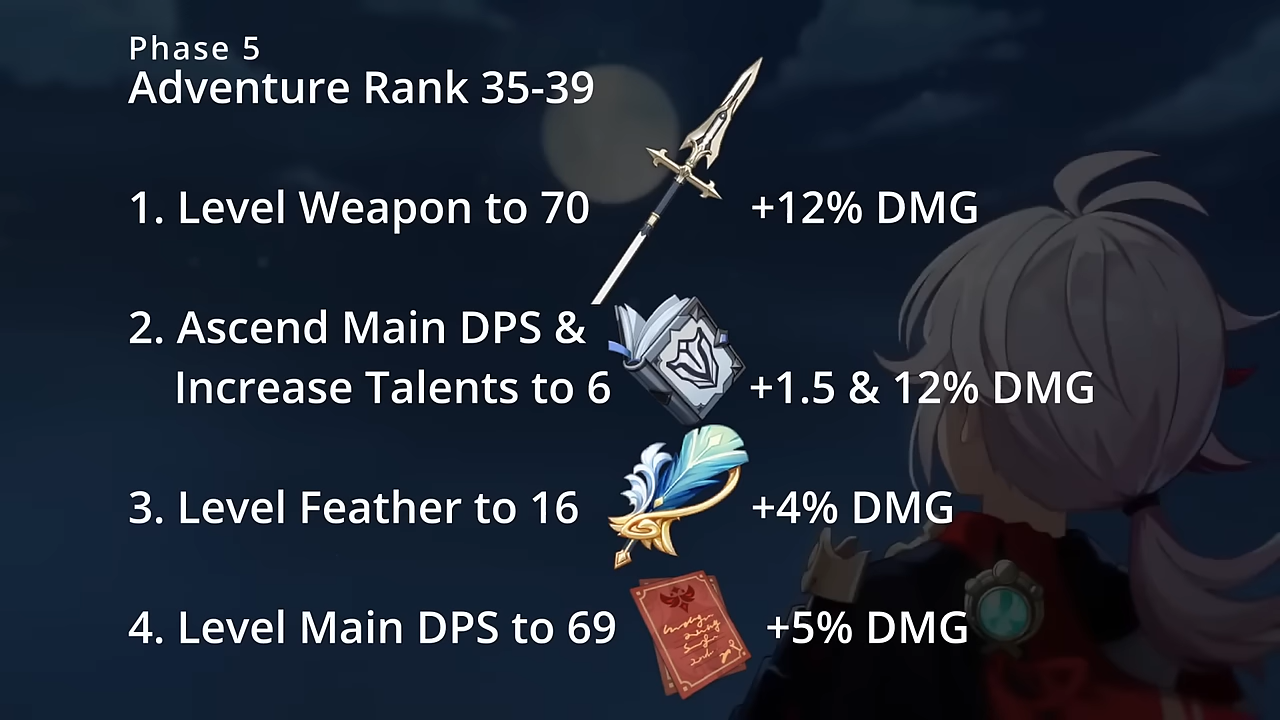 Phase 5
Adventure Rank 35-39
1. Level Weapon to 70 +12% DMG
2. Ascend Main DPS &
Increase Talents to 6 +1.5 & 12% DMG
3. Level Feather to 16 +4% DMG
4. Level Main DPS to 69 +5% DMG